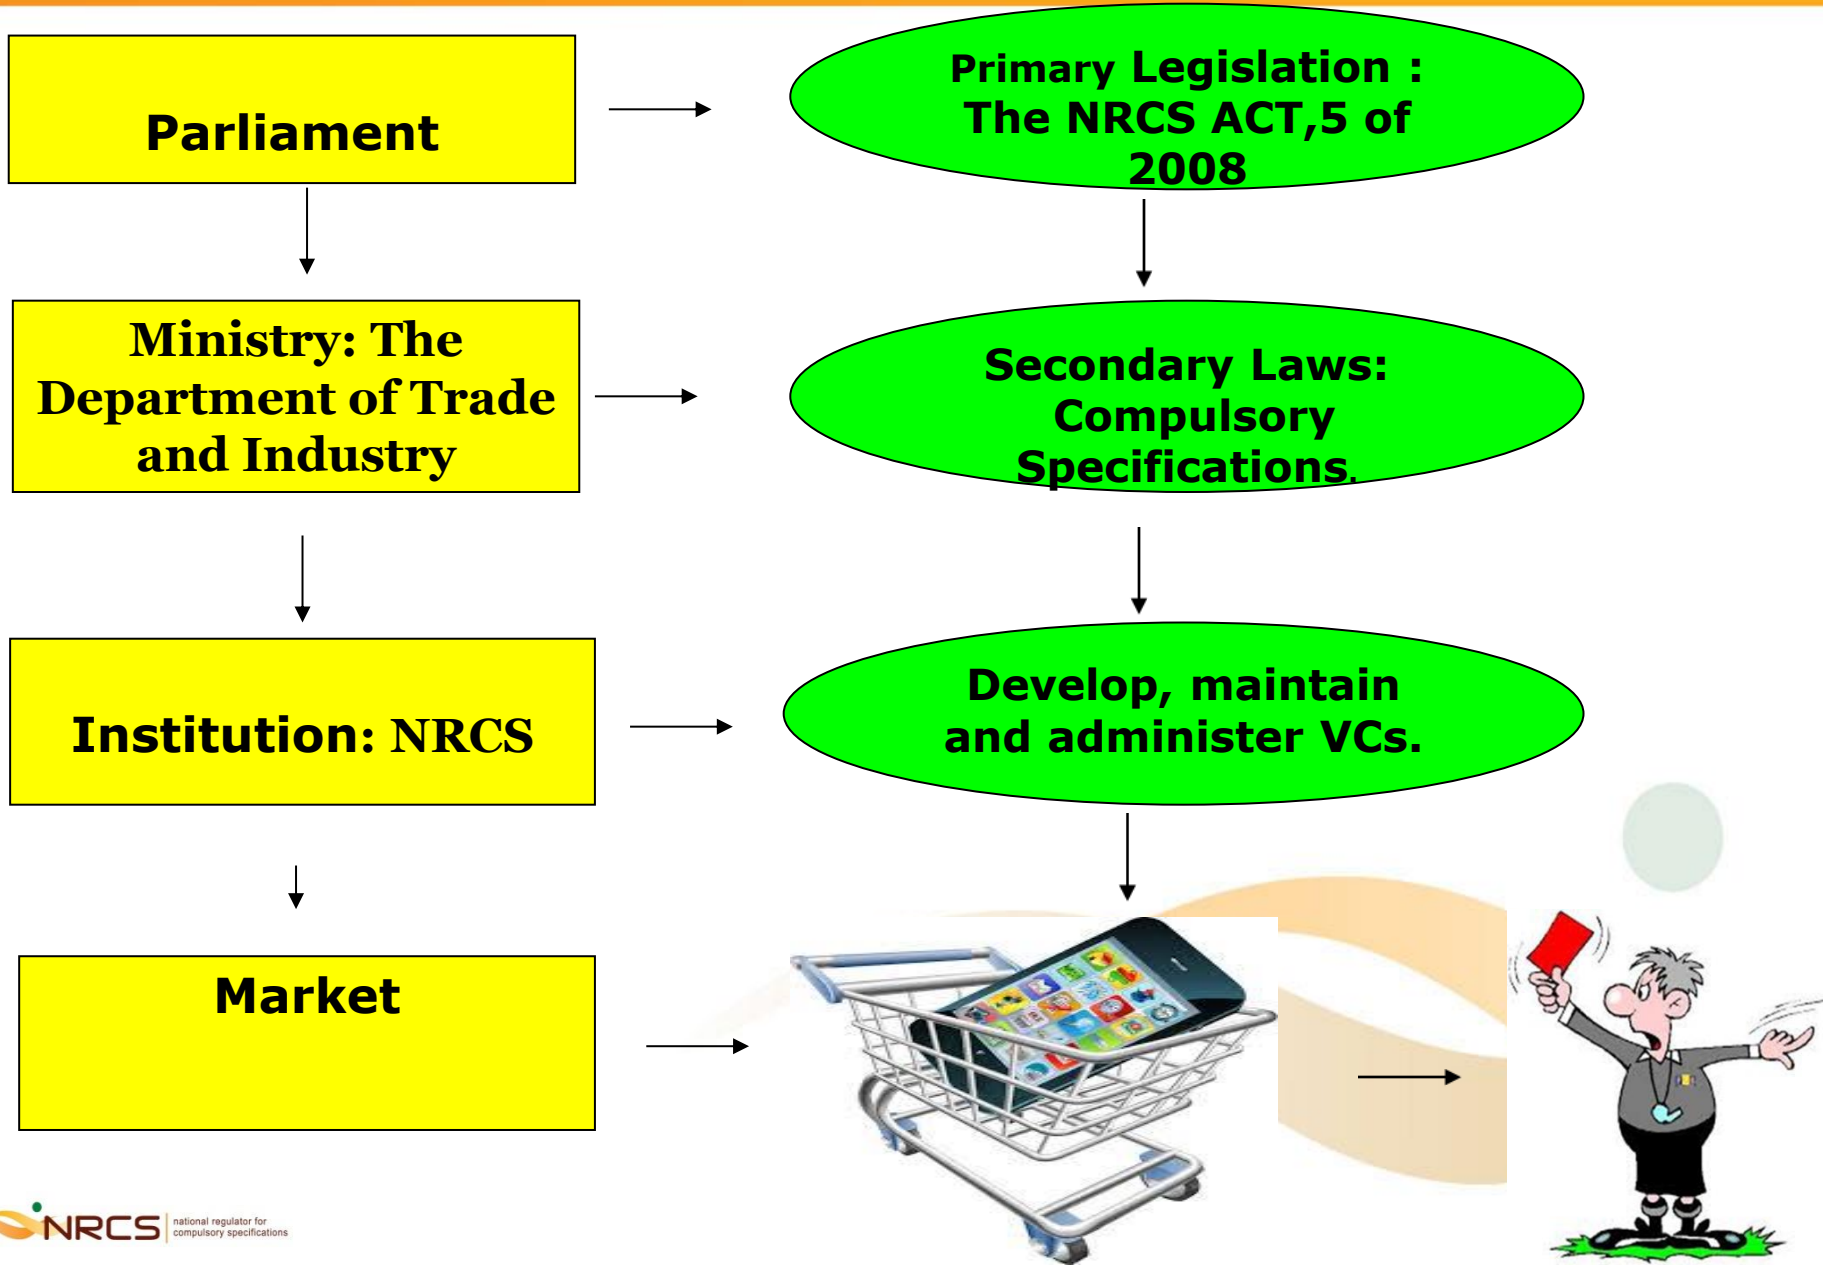 Parliament
Primary Legislation :
The NRCS ACT,5 of
2008
Ministry: The
Department of Trade
and Industry
Secondary Laws:
Compulsory
Specifications.
Institution: NRCS
Develop, maintain
and administer VCs.
Market
NRCS
national regulator for
compulsory specifications